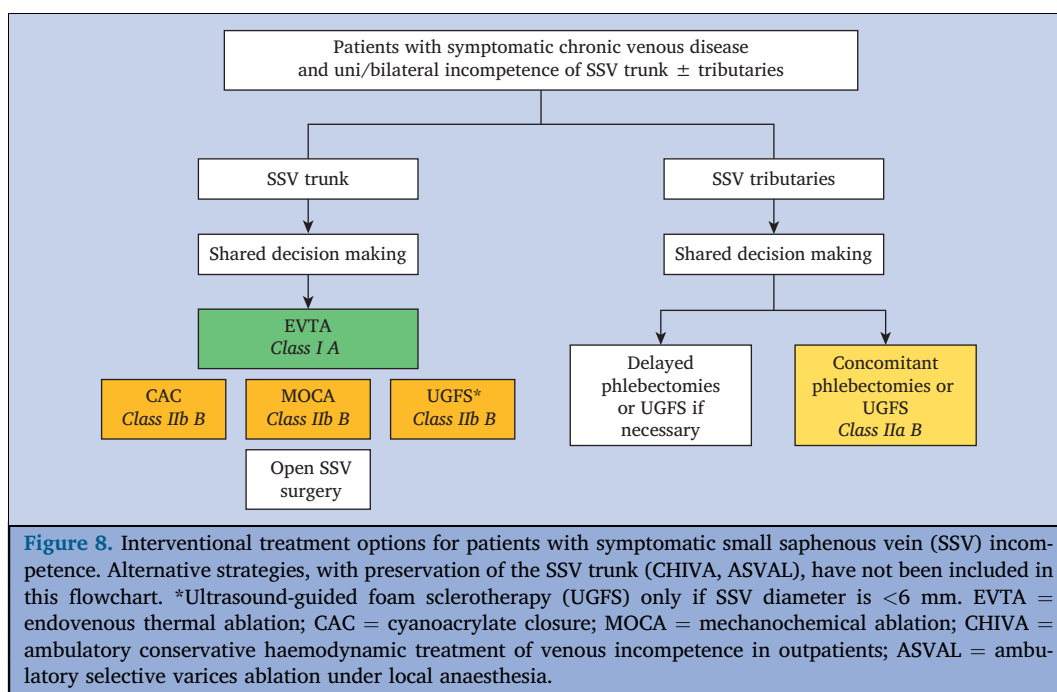 Patients with symptomatic chronic venous disease
and uni/bilateral incompetence of SSV trunk ± tributaries
SSV trunk
SSV tributaries
Shared decision making
Shared decision making
EVTA
Class I A
CAC
Class IIb B
MOCA
Class IIb B
UGFS*
Class IIb B
Open SSV
surgery
Delayed
phlebectomies
or UGFS if
necessary
Concomitant
phlebectomies or
UGFS
Class IIa B
Figure 8. Interventional treatment options for patients with symptomatic small saphenous vein (SSV) incom-
petence. Alternative strategies, with preservation of the SSV trunk (CHIVA, ASVAL), have not been included in
this flowchart. *Ultrasound-guided foam sclerotherapy (UGFS) only if SSV diameter is <6 mm. EVTA =
endovenous thermal ablation; CAC = cyanoacrylate closure; MOCA = mechanochemical ablation; CHIVA =
ambulatory conservative haemodynamic treatment of venous incompetence in outpatients; ASVAL = ambu-
latory selective varices ablation under local anaesthesia.